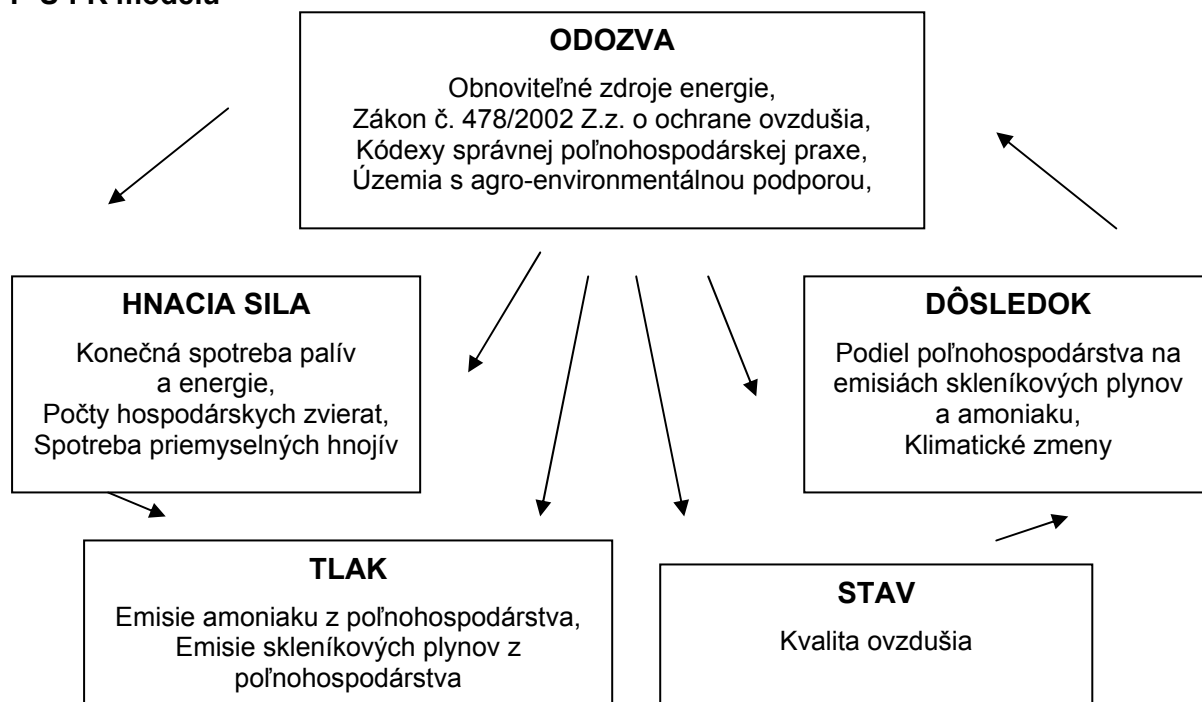 ODOZVA
Obnoviteľné zdroje energie,
Zákon č. 478/2002 Z.z. o ochrane ovzdušia,
Kódexy správnej poľnohospodárskej praxe,
Územia s agro-environmentálnou podporou,
HNACIA SILA
Konečná spotreba palív
a energie,
Počty hospodárskych zvierat,
Spotreba priemyselných hnojív
DÔSLEDOK
Podiel poľnohospodárstva na
emisiách skleníkových plynov
a amoniaku,
Klimatické zmeny
TLAK
Emisie amoniaku z poľnohospodárstva,
Emisie skleníkových plynov z
poľnohospodárstva
STAV
Kvalita ovzdušia